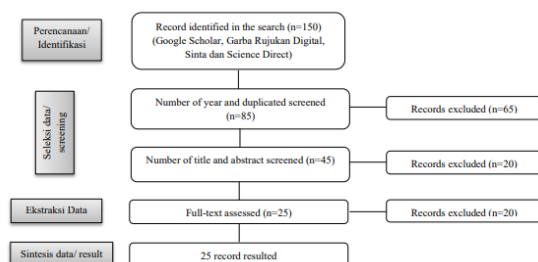 Perencanaan/
Identifikasi
Record identified in the search (n=150)
(Google Scholar, Garba Rujukan Digital,
Sinta dan Science Direct)
Seleksi data/
screening
Number of year and duplicated screened
(n=85)
Records excluded (n=65)
Number of title and abstract screened (n=45)
Records excluded (n=20)
Ekstraksi Data
Full-text assessed (n=25)
Records excluded (n=20)
Sintesis data/ result
25 record resulted